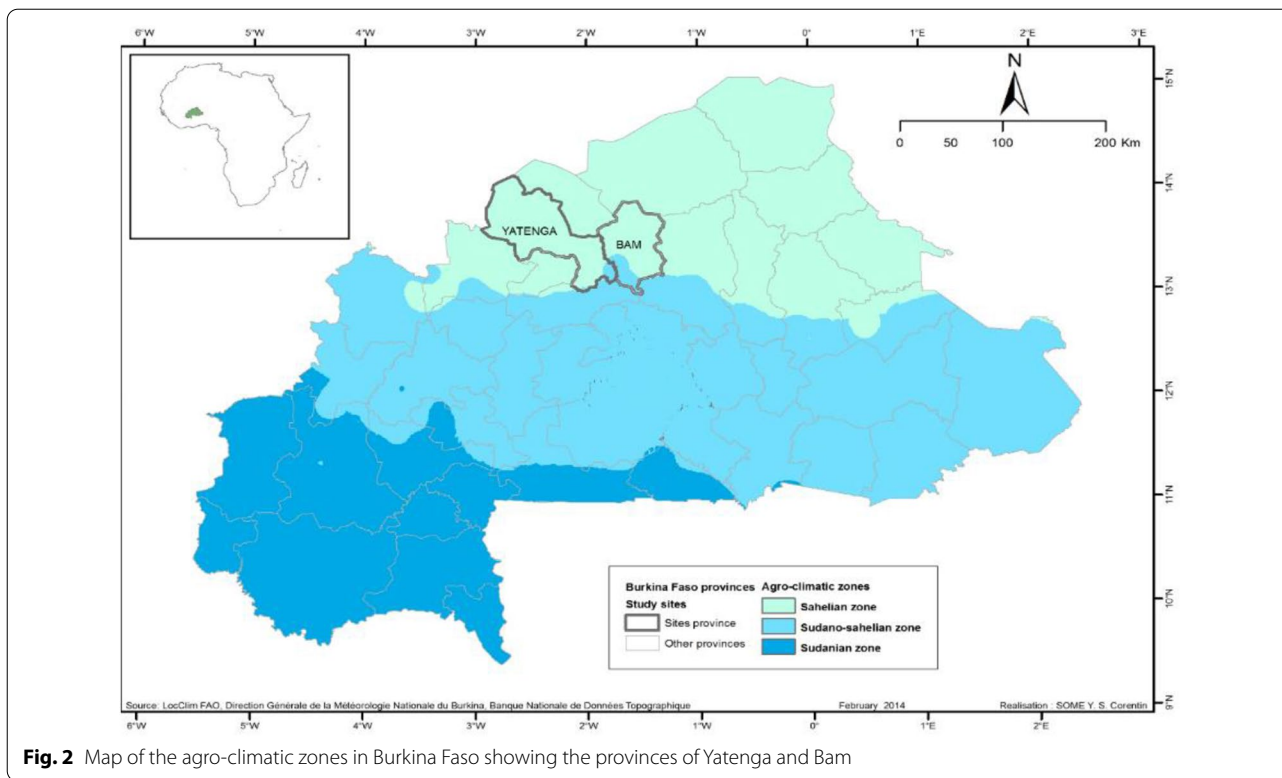 6°W 5°W 4°W 3°W 2°W 1°W 0° 1°E 2°E 3°E
N
0 50 100 200 Km
15°N
14°N
13°N
12°N
11°N
10°N
9°N
YATENGA
BAM
Burkina Faso provinces
Study sites
Sites province
Other provinces
Agro-climatic zones
Sahelian zone
Sudano-sahelian zone
Sudanian zone
Source: LocClim FAO, Direction Générale de la Météorologie Nationale du Burkina, Banque Nationale de Données Topographique February 2014 Realisation : SOME Y. S. Corentin
6°W 5°W 4°W 3°W 2°W 1°W 0° 1°E 2°E
Fig. 2 Map of the agro-climatic zones in Burkina Faso showing the provinces of Yatenga and Bam